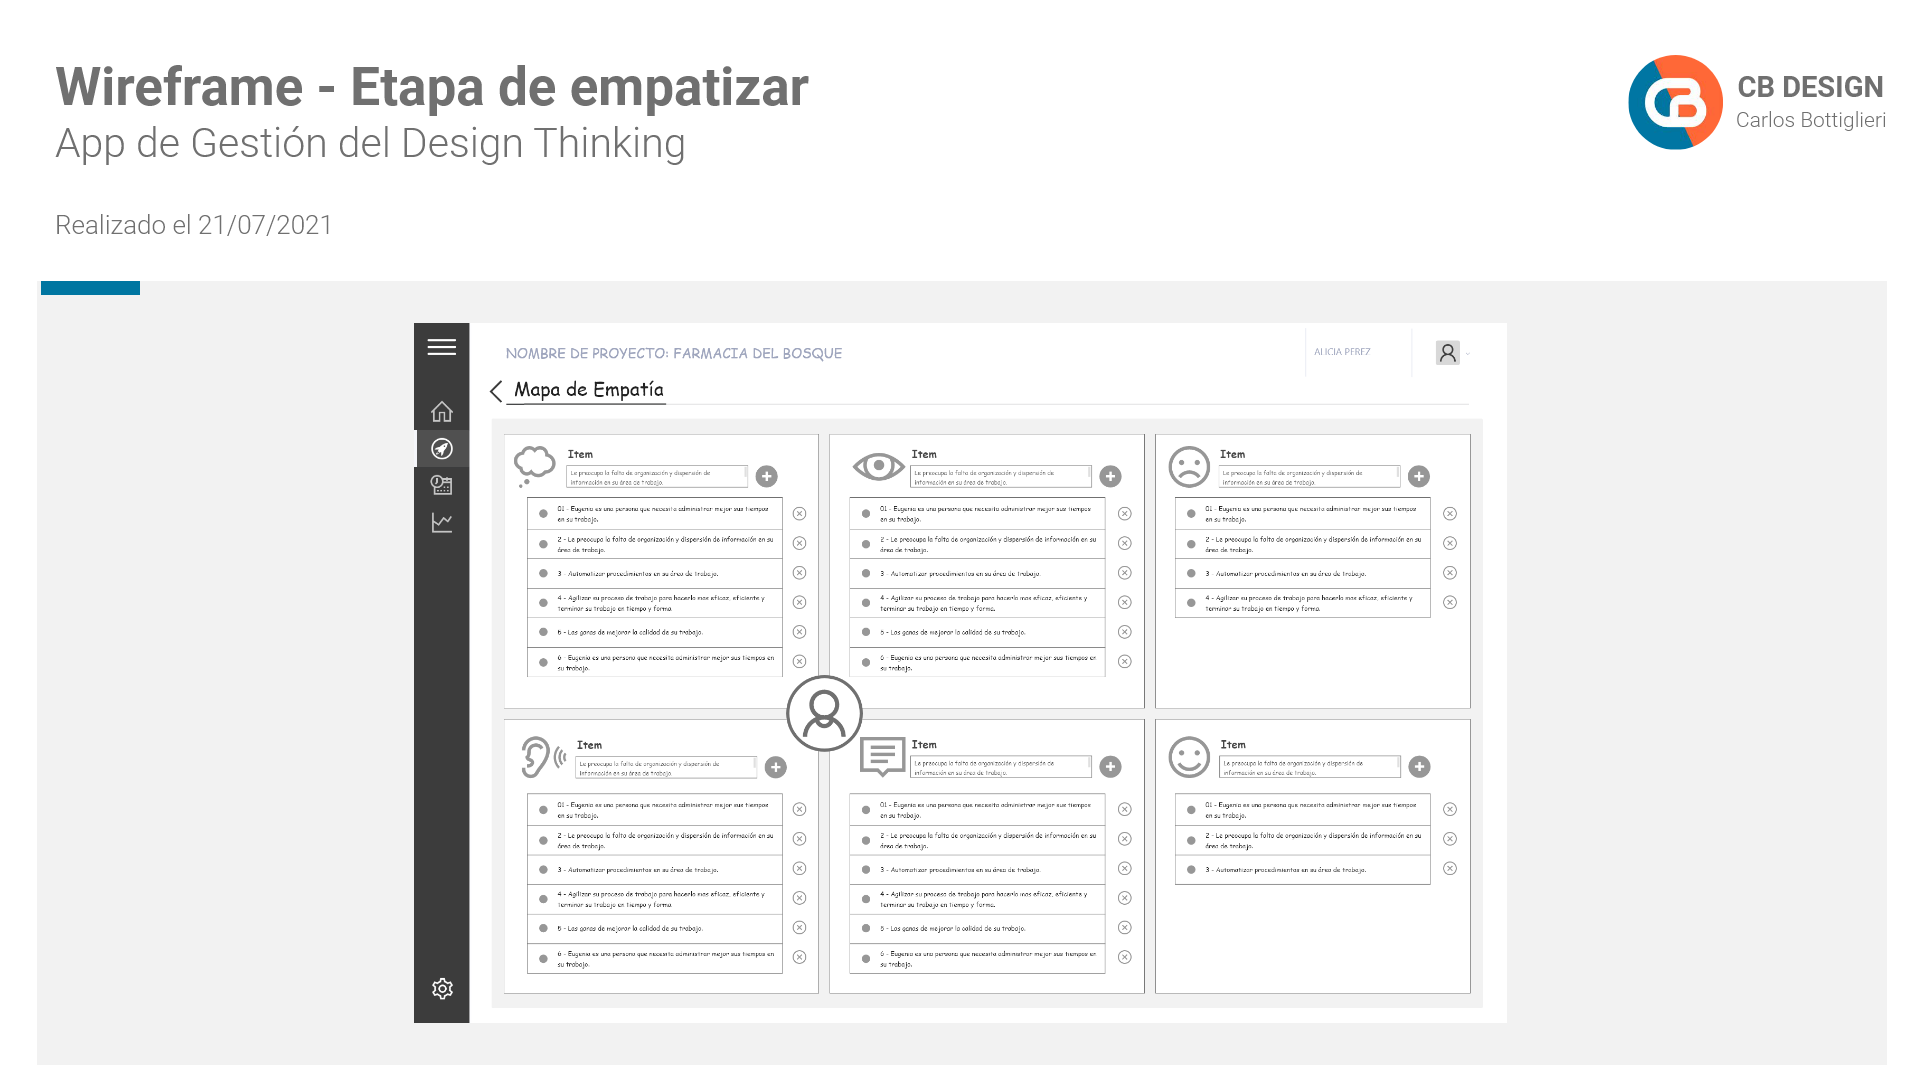 Wireframe - Etapa de empatizar
App de Gestión del Design Thinking
Realizado el 21/07/2021
CB
CB DESIGN
Carlos Bottiglieri
NOMBRE DE PROYECTO: FARMACIA DEL BOSQUE
ALICIA PEREZ
Mapa de Empatía
Item
Le preocupa la falta de organización y dispersión de
información en su área de trabajo.
01 - Eugenia es una persona que necesita administrar mejor sus tiempos
en su trabajo.
2 - Le preocupa la falta de organización y dispersión de información en su
área de trabajo.
3 - Automatizar procedimientos en su área de trabajo.
4 - Agilizar su proceso de trabajo para hacerlo mas eficaz, eficiente y
terminar su trabajo en tiempo y forma.
5 - Las ganas de mejorar la calidad de su trabajo.
6 - Eugenia es una persona que necesita administrar mejor sus tiempos en
su trabajo.
Item
Le preocupa la falta de organización y dispersión de
información en su área de trabajo.
01 - Eugenia es una persona que necesita administrar mejor sus tiempos
en su trabajo.
2 - Le preocupa la falta de organización y dispersión de información en su
área de trabajo.
3 - Automatizar procedimientos en su área de trabajo.
4 - Agilizar su proceso de trabajo para hacerlo mas eficaz, eficiente y
terminar su trabajo en tiempo y forma.
5 - Las ganas de mejorar la calidad de su trabajo.
6 - Eugenia es una persona que necesita administrar mejor sus tiempos en
su trabajo.
Item
Le preocupa la falta de organización y dispersión de
información en su área de trabajo.
01 - Eugenia es una persona que necesita administrar mejor sus tiempos
en su trabajo.
2 - Le preocupa la falta de organización y dispersión de información en su
área de trabajo.
3 - Automatizar procedimientos en su área de trabajo.
4 - Agilizar su proceso de trabajo para hacerlo mas eficaz, eficiente y
terminar su trabajo en tiempo y forma.
Item
Le preocupa la falta de organización y dispersión de
información en su área de trabajo.
01 - Eugenia es una persona que necesita administrar mejor sus tiempos
en su trabajo.
2 - Le preocupa la falta de organización y dispersión de información en su
área de trabajo.
3 - Automatizar procedimientos en su área de trabajo.
4 - Agilizar su proceso de trabajo para hacerlo mas eficaz, eficiente y
terminar su trabajo en tiempo y forma.
5 - Las ganas de mejorar la calidad de su trabajo.
6 - Eugenia es una persona que necesita administrar mejor sus tiempos en
su trabajo.
Item
Le preocupa la falta de organización y dispersión de
información en su área de trabajo.
01 - Eugenia es una persona que necesita administrar mejor sus tiempos
en su trabajo.
2 - Le preocupa la falta de organización y dispersión de información en su
área de trabajo.
3 - Automatizar procedimientos en su área de trabajo.
4 - Agilizar su proceso de trabajo para hacerlo mas eficaz, eficiente y
terminar su trabajo en tiempo y forma.
5 - Las ganas de mejorar la calidad de su trabajo.
6 - Eugenia es una persona que necesita administrar mejor sus tiempos en
su trabajo.
Item
Le preocupa la falta de organización y dispersión de
información en su área de trabajo.
01 - Eugenia es una persona que necesita administrar mejor sus tiempos
en su trabajo.
2 - Le preocupa la falta de organización y dispersión de información en su
área de trabajo.
3 - Automatizar procedimientos en su área de trabajo.